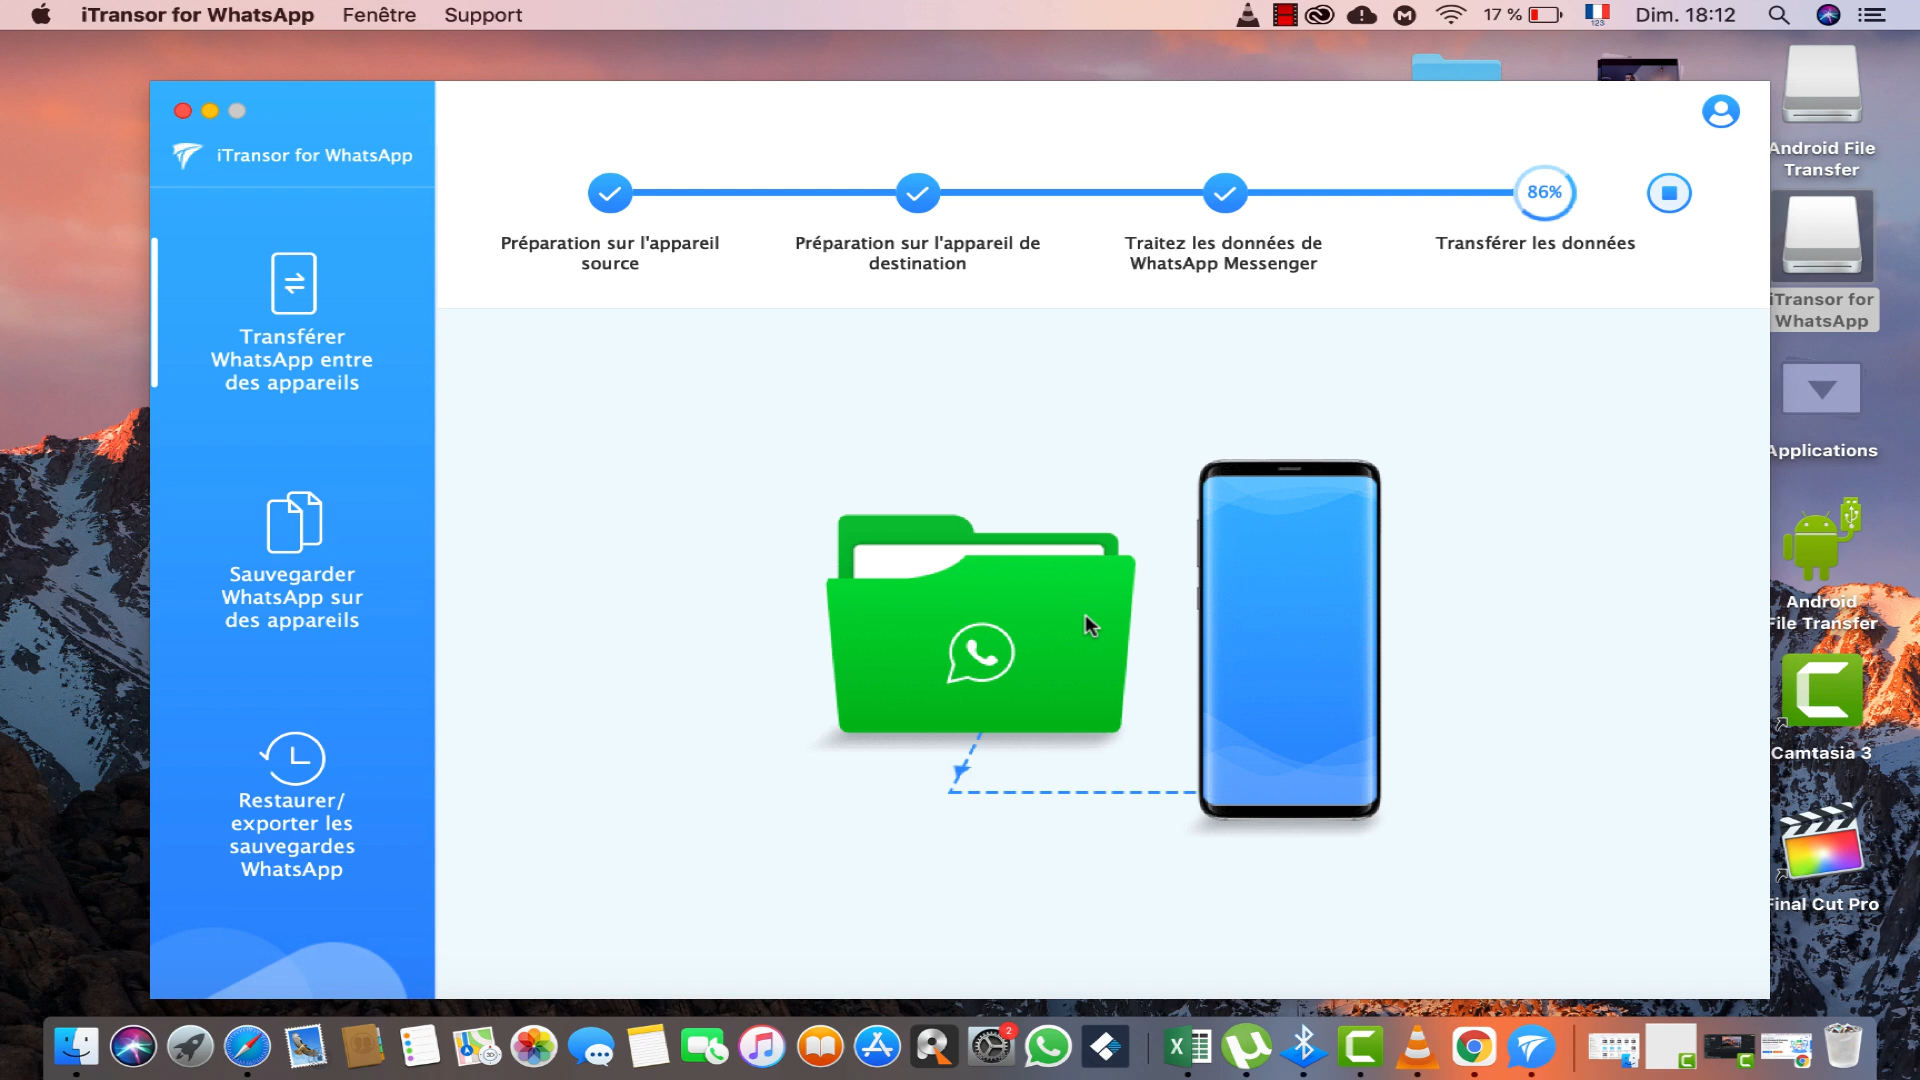 iTransor for WhatsApp Fenêtre Support
17 % 123 Dim. 18:12
iTransor for WhatsApp
86%
Préparation sur l'appareil
source
Préparation sur l'appareil de
destination
Traitez les données de
WhatsApp Messenger
Transférer les données
Transférer
WhatsApp entre
des appareils
Sauvegarder
WhatsApp sur
des appareils
Restaurer/
exporter les
sauvegardes
WhatsApp
Android File
Transfer
iTransor for
WhatsApp
Applications
Android
File Transfer
Camtasia 3
Final Cut Pro
2
3D